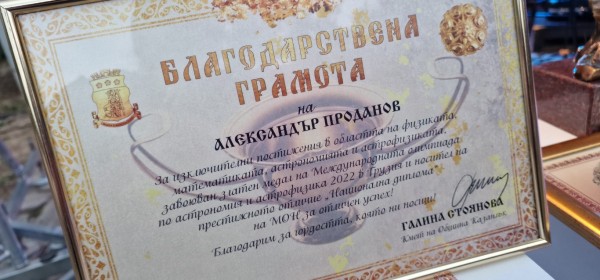 БЛАГОДАРСТВЕНА
ГРАМОТА
на
АЛЕКСАНДЪР ПРОДАНОВ
За изключителни постижения в областта на физиката,
математиката, астрономията и астрофизиката,
завоювал златен медал на Международната олимпиада
по астрономия и астрофизика 2022 в Грузия и носител на
престижното отличие „Национална диплома“
на МОН за отличен успех!
Благодарим за гордостта, която ни носиш!
ГАЛИНА СТОЯНОВА
Кмет на Община Казанлък